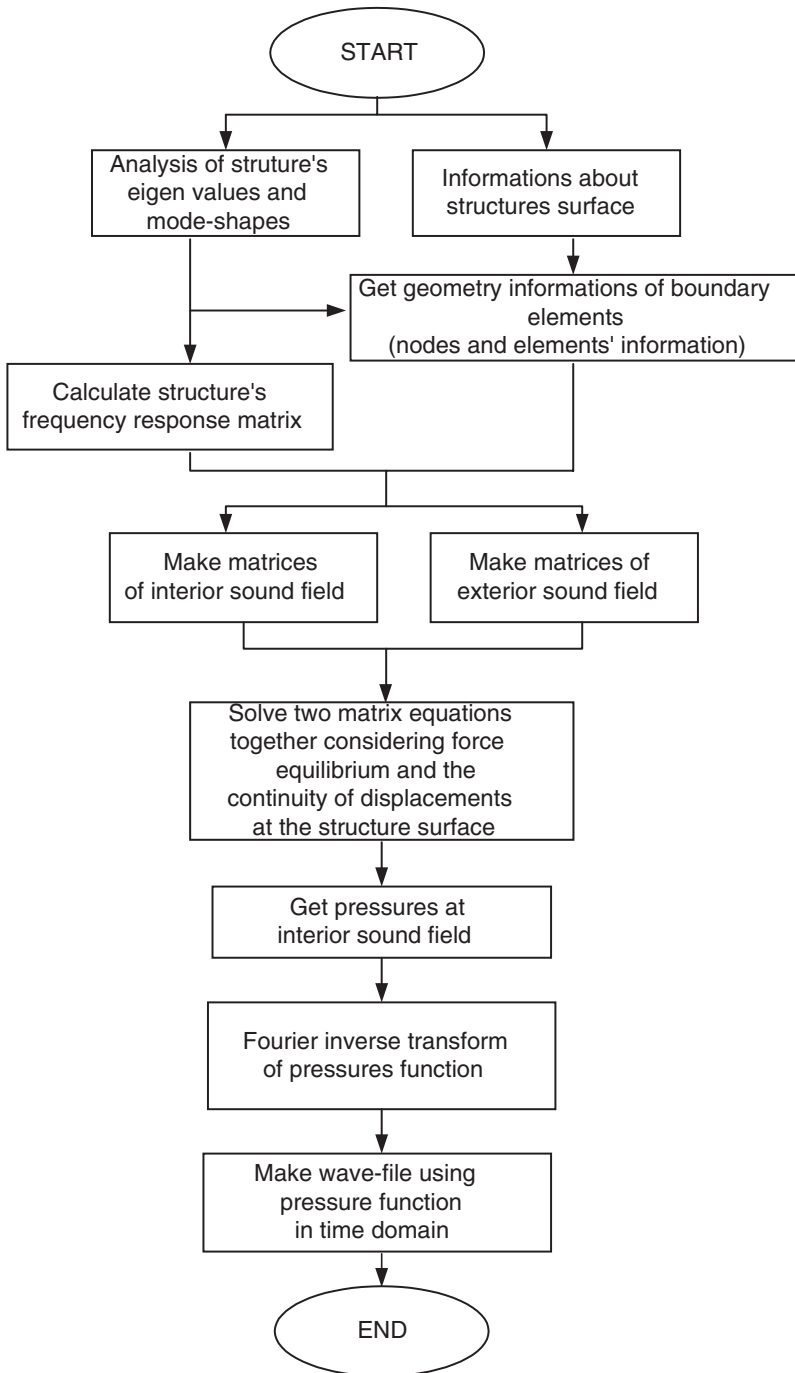 START
Analysis of struture's
eigen values and
mode-shapes
Informations about
structures surface
Get geometry informations of boundary
elements
(nodes and elements' information)
Calculate structure's
frequency response matrix
Make matrices
of interior sound field
Make matrices of
exterior sound field
Solve two matrix equations
together considering force
equilibrium and the
continuity of displacements
at the structure surface
Get pressures at
interior sound field
Fourier inverse transform
of pressures function
Make wave-file using
pressure function
in time domain
END